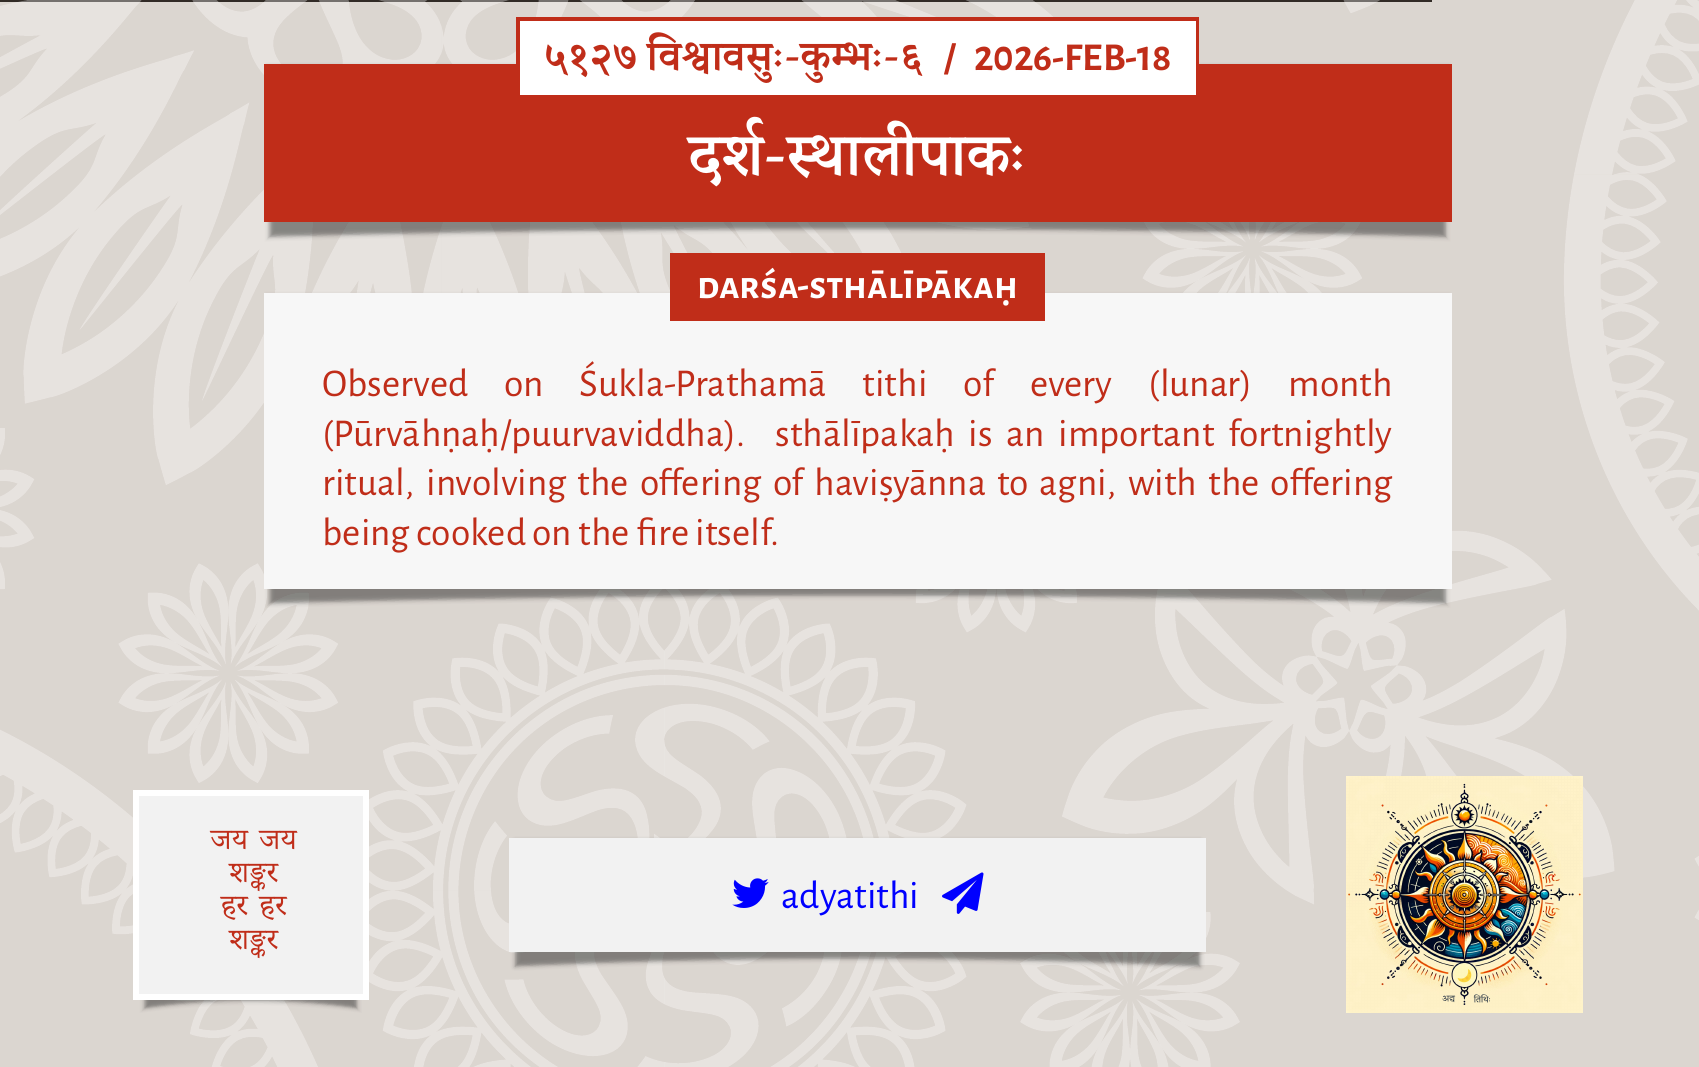 ५१२७ विश्वावसुः-कुम्भः-६ / 2026-FEB-18
दर्श-स्थालीपाकः
DARŚA-STHĀLĪPĀKAḤ
Observed on Śukla-Prathamā tithi of every (lunar) month
(Pūrvāhṇaḥ/puurvaviddha). sthālīpakaḥ is an important fortnightly
ritual, involving the offering of haviṣyānna to agni, with the offering
being cooked on the fire itself.
जय जय
शङ्कर
हर हर
शङ्कर
adyatithi
अद्य तिथिः